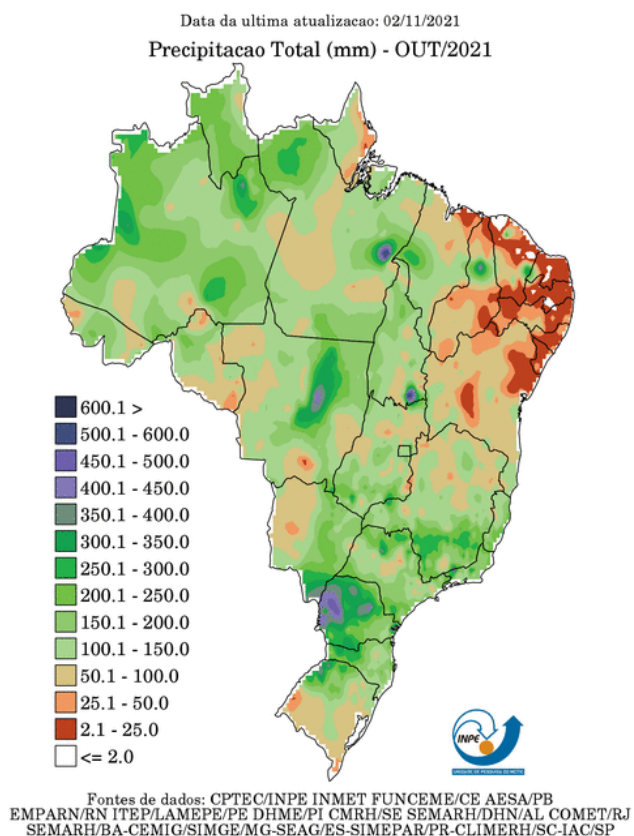 Data da ultima atualizacao: 02/11/2021
Precipitacao Total (mm) - OUT/2021
600.1 >
500.1 - 600.0
450.1 - 500.0
400.1 - 450.0
350.1 - 400.0
300.1 - 350.0
250.1 - 300.0
200.1 - 250.0
150.1 - 200.0
100.1 - 150.0
50.1 - 100.0
25.1 - 50.0
2.1 - 25.0
<= 2.0
INPE
Fontes de dados: CPTEC/INPE INMET FUNCEME/CE AESA/PB
EMPARN/RN ITEP/LAMEPE/PE DHME/PI CMRH/SE SEMARH/DHN/AL COMET/RJ
SEMARH/BA-CEMIG/SIMGE/MG-SEAG/ES-SIMEPAR/PR-CLIMERH/SC-IAC/SP